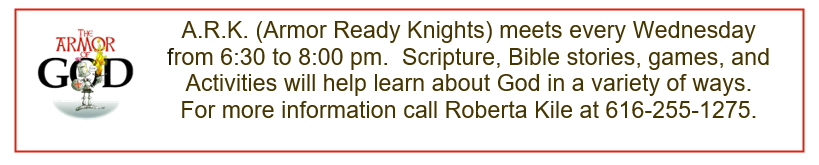 THE
ARMOR
OF
GOD
A.R.K. (Armor Ready Knights) meets every Wednesday
from 6:30 to 8:00 pm.  Scripture, Bible stories, games, and
Activities will help learn about God in a variety of ways.
For more information call Roberta Kile at 616-255-1275.